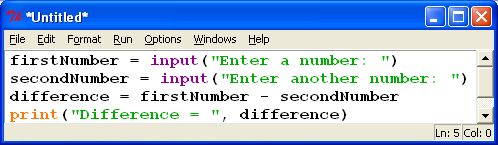 *Untitled*
File Edit Format Run Options Windows Help
firstNumber = input("Enter a number: ")
secondNumber = input("Enter another number: ")
difference = firstNumber - secondNumber
print("Difference = ", difference)
Ln: 5 Col: 0